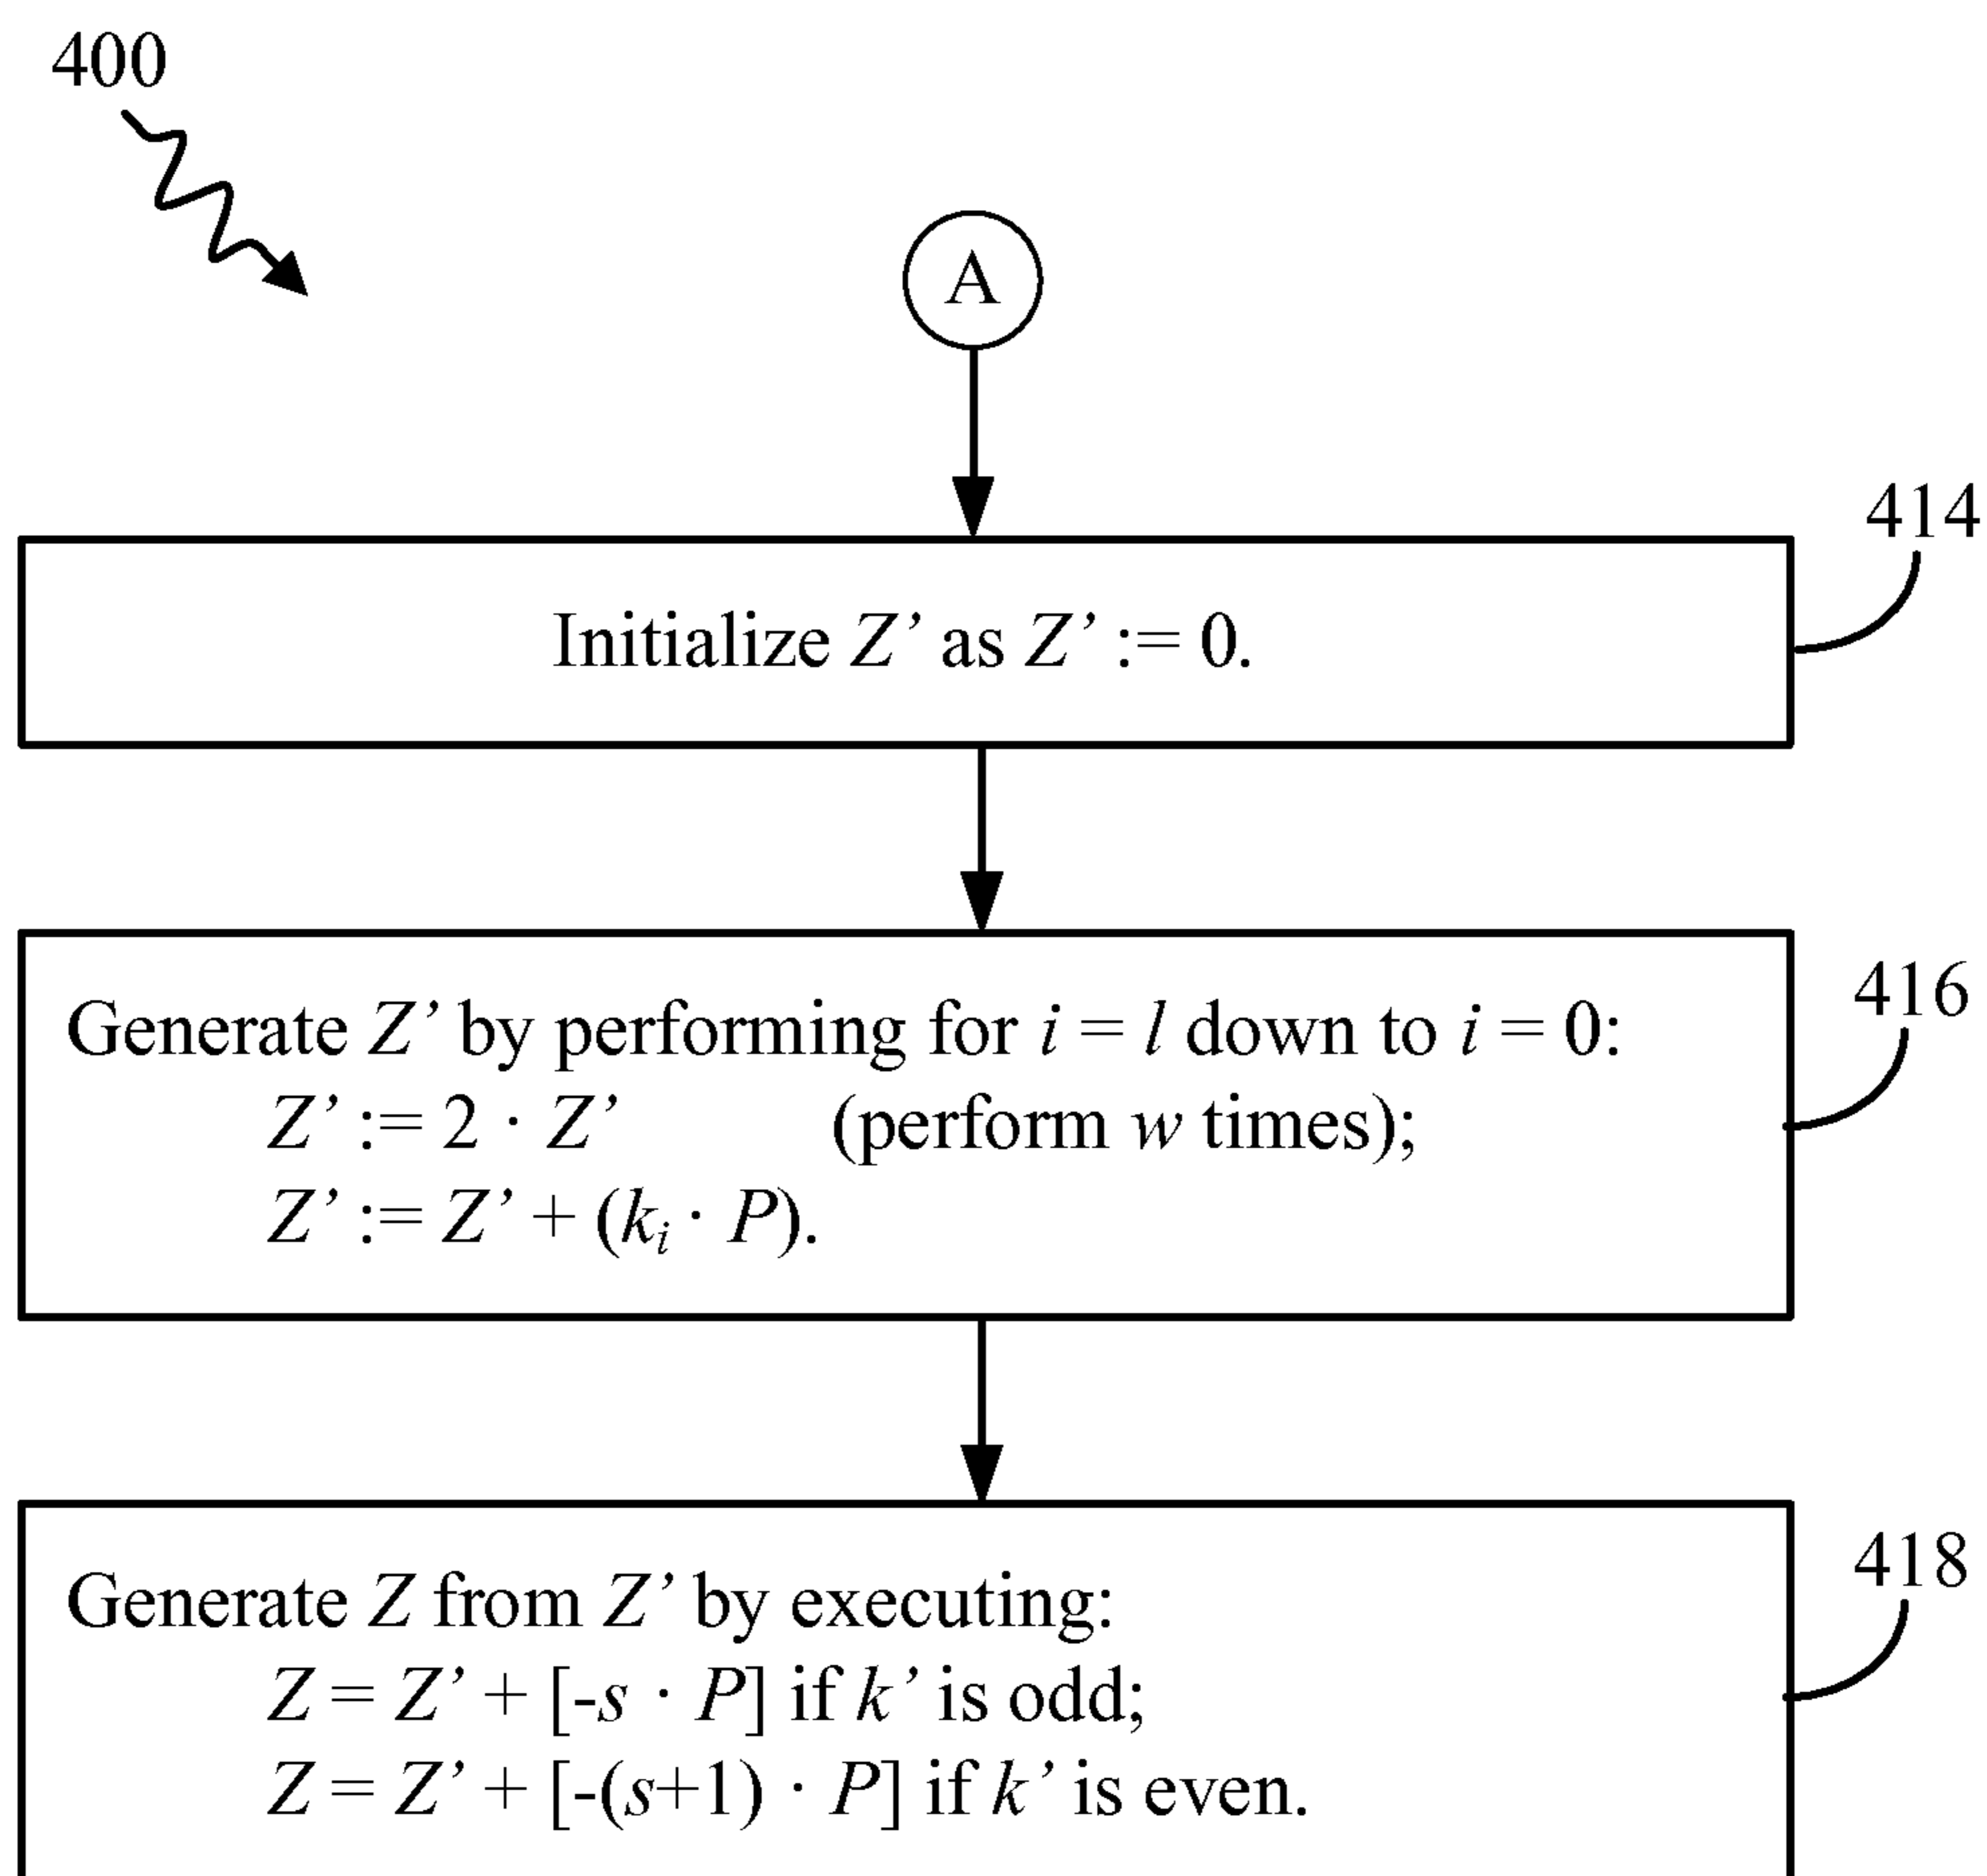 400
A
414
Initialize Z’ as Z’ := 0.
416
Generate Z’ by performing for i = l down to i = 0:
Z’ := 2 · Z’ (perform w times);
Z’ := Z’ + (kᵢ · P).
418
Generate Z from Z’ by executing:
Z = Z’ + [-s · P] if k’ is odd;
Z = Z’ + [-(s+1) · P] if k’ is even.